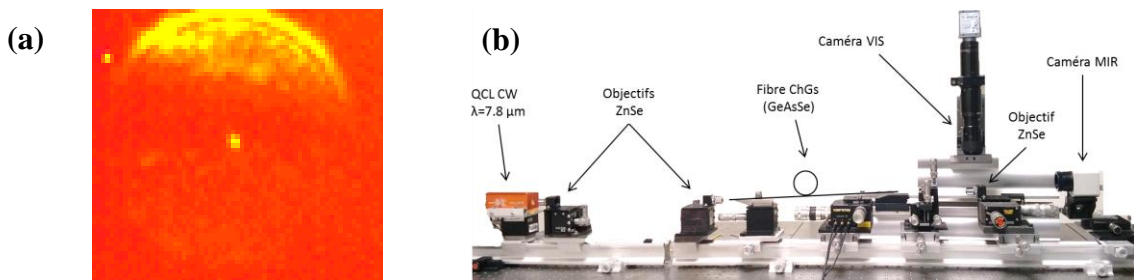 (a)
(b)
Caméra VIS
Caméra MIR
QCL CW
λ=7.8 µm
Objectifs
ZnSe
Fibre ChGs
(GeAsSe)
Objectif
ZnSe